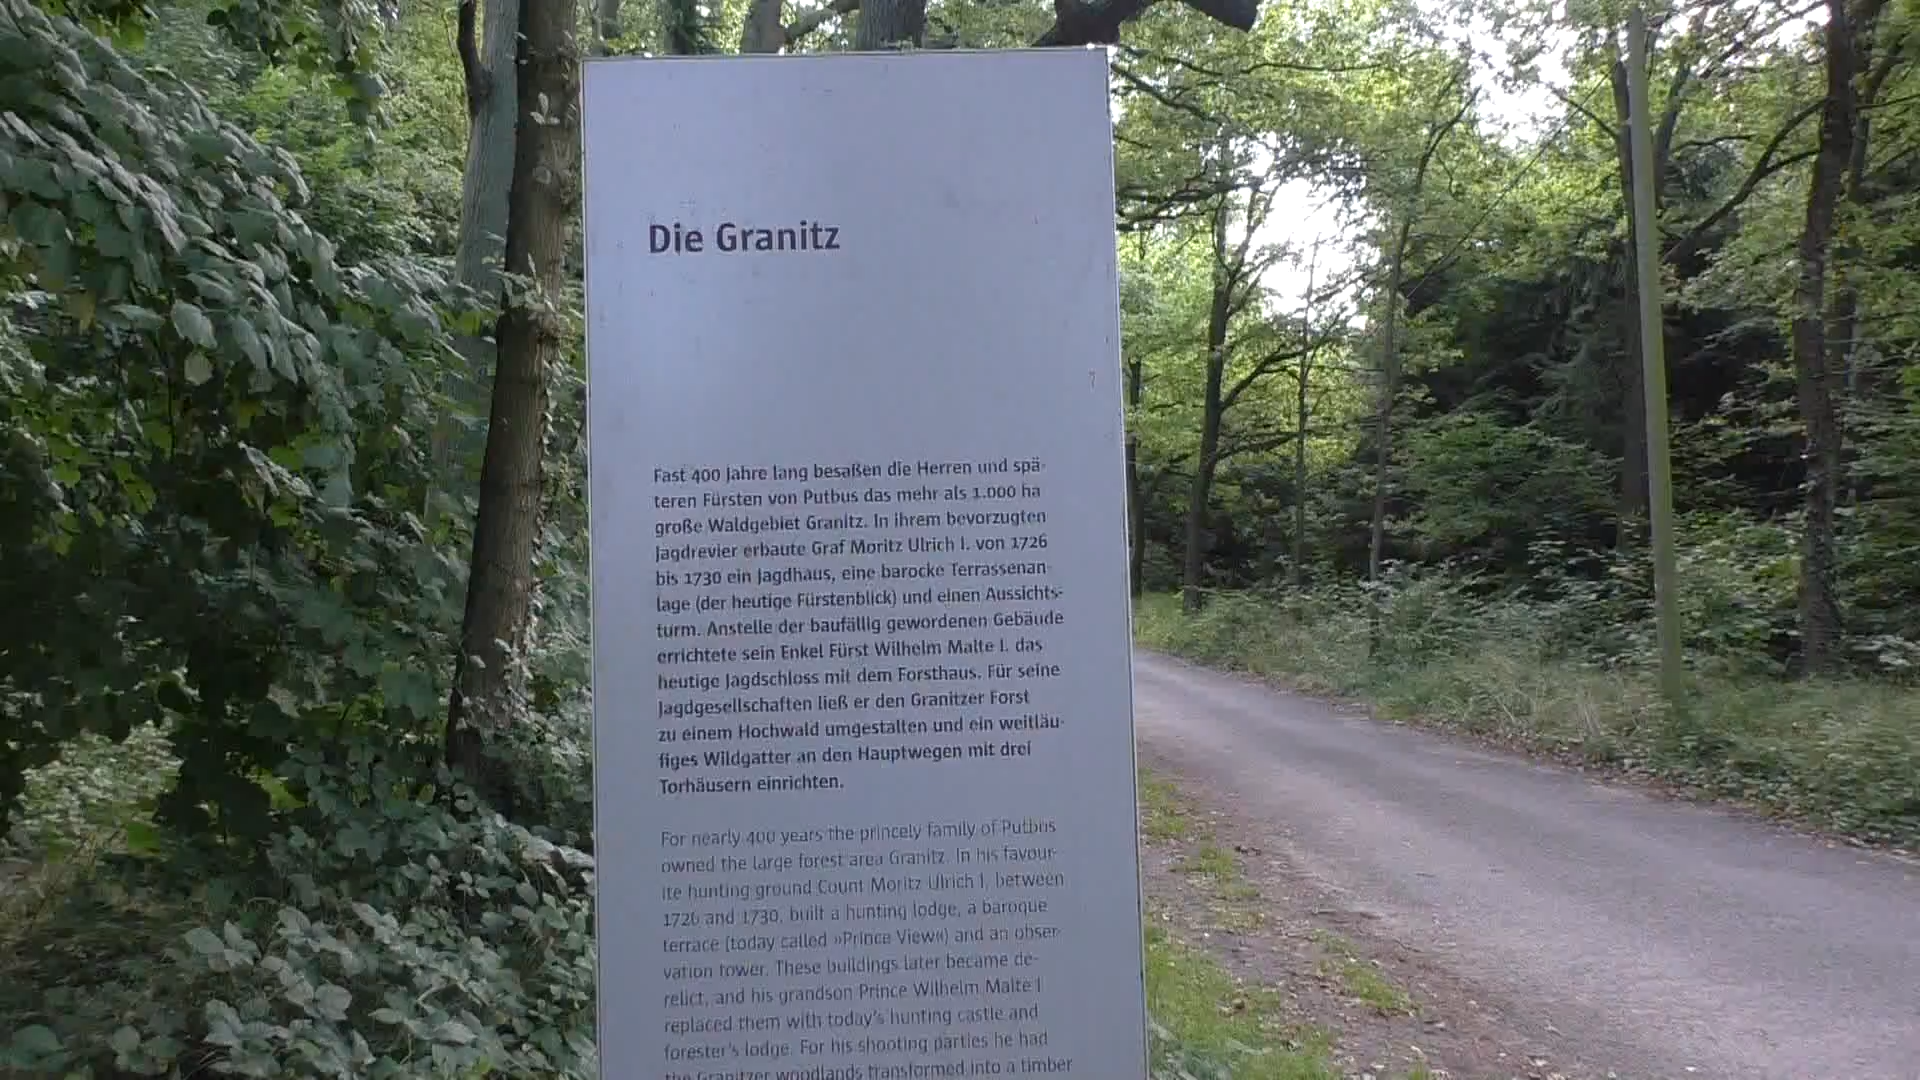 Die Granitz
Fast 400 Jahre lang besaßen die Herren und spä-
teren Fürsten von Putbus das mehr als 1.000 ha
große Waldgebiet Granitz. In ihrem bevorzugten
Jagdrevier erbaute Graf Moritz Ulrich I. von 1726
bis 1730 ein Jagdhaus, eine barocke Terrassenan-
lage (der heutige Fürstenblick) und einen Aussichts-
turm. Anstelle der baufällig gewordenen Gebäude
errichtete sein Enkel Fürst Wilhelm Malte I. das
heutige Jagdschloss mit dem Forsthaus. Für seine
Jagdgesellschaften ließ er den Granitzer Forst
zu einem Hochwald umgestalten und ein weitläu-
figes Wildgatter an den Hauptwegen mit drei
Torhäusern einrichten.
For nearly 400 years the princely family of Putbus
owned the large forest area Granitz. In his favour-
ite hunting ground Count Moritz Ulrich I, between
1726 and 1730, built a hunting lodge, a baroque
terrace (today called »Prince View«) and an obser-
vation tower. These buildings later became de-
relict, and his grandson Prince Wilhelm Malte I
replaced them with today's hunting castle and
forester's lodge. For his shooting parties he had
the Granitzer woodlands transformed into a timber